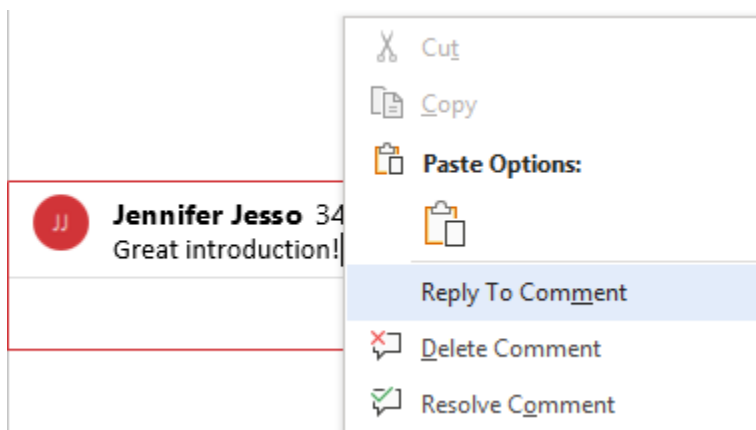 Cut
Copy
Paste Options:
JJ
Jennifer Jesso 34
Great introduction!
Reply To Comment
Delete Comment
Resolve Comment